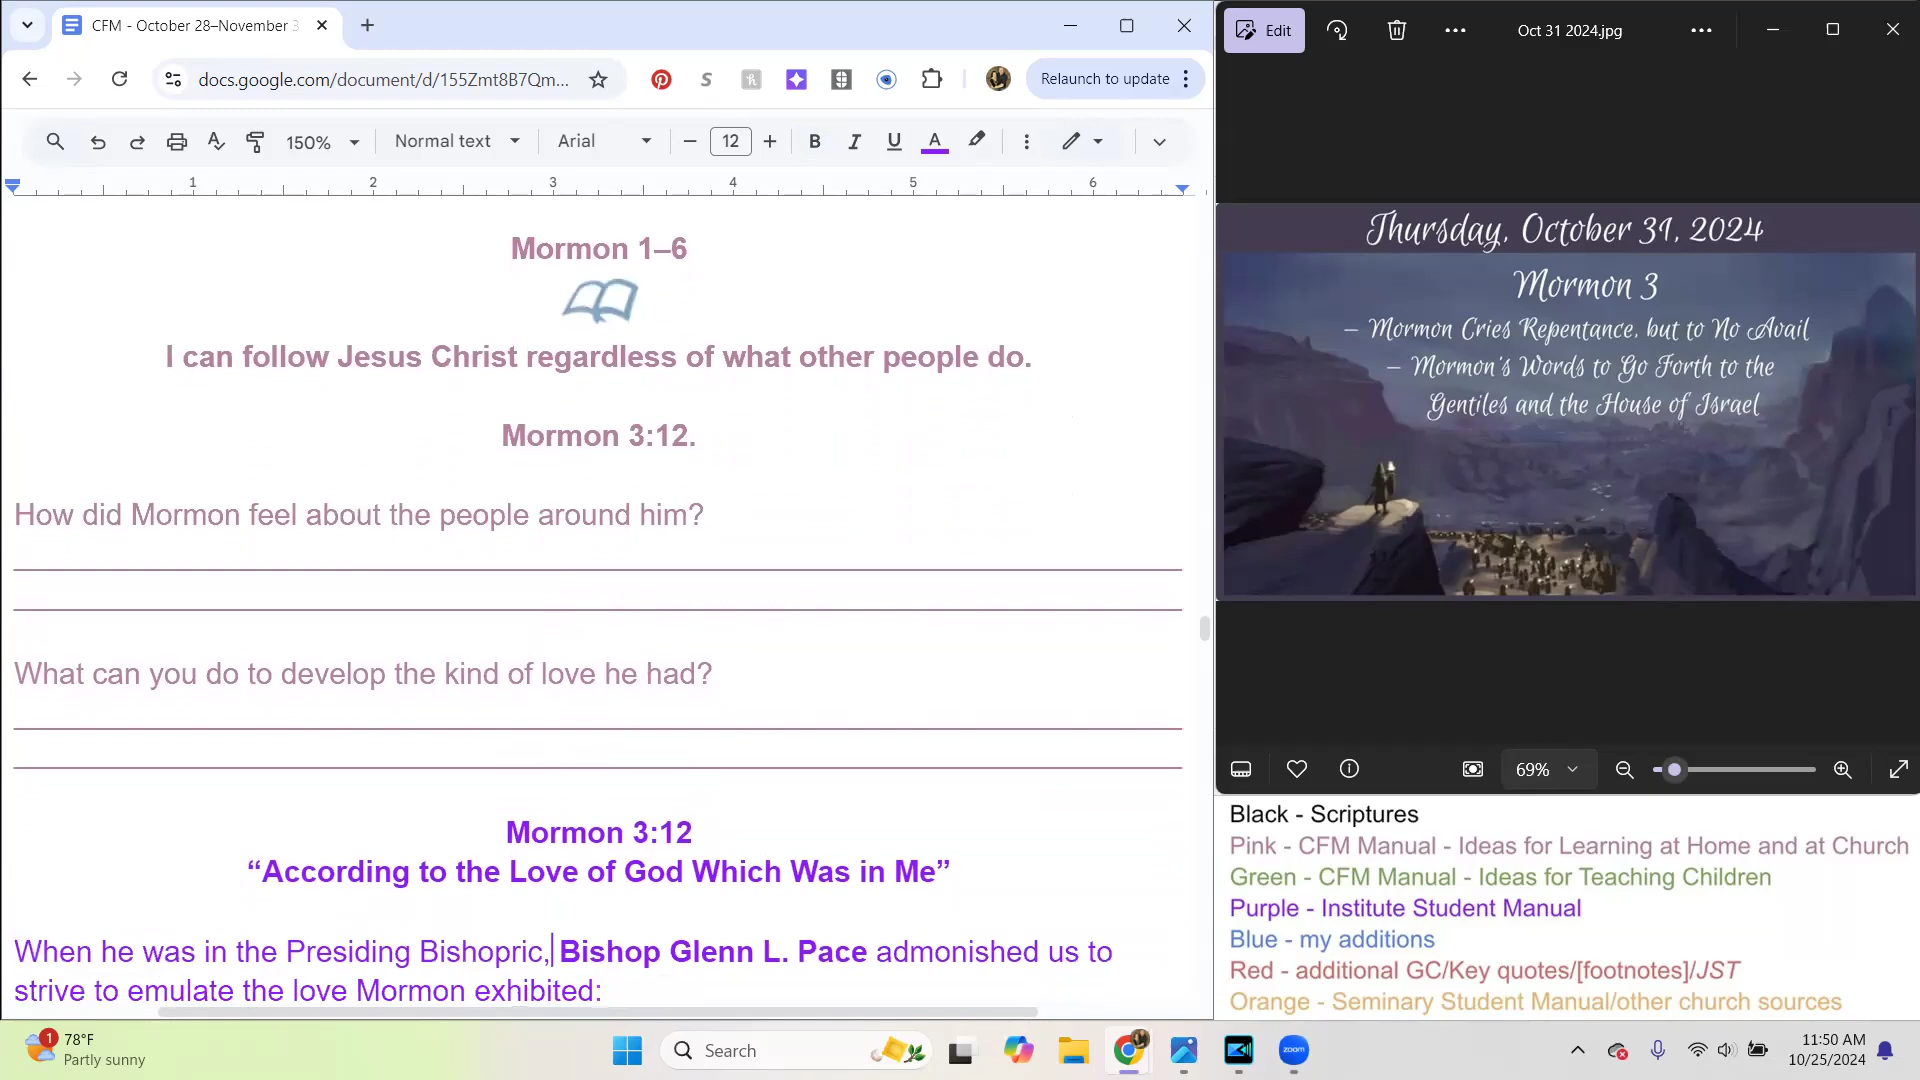 CFM - October 28–November 3
docs.google.com/document/d/155Zmt8B7Qm...
Relaunch to update
150%
Normal text
Arial
12
1 2 3 4 5 6
Mormon 1–6
I can follow Jesus Christ regardless of what other people do.
Mormon 3:12.
How did Mormon feel about the people around him?
What can you do to develop the kind of love he had?
Mormon 3:12
“According to the Love of God Which Was in Me”
When he was in the Presiding Bishopric, Bishop Glenn L. Pace admonished us to
strive to emulate the love Mormon exhibited:
Edit
Oct 31 2024.jpg
Thursday, October 31, 2024
Mormon 3
– Mormon Cries Repentance, but to No Avail
– Mormon's Words to Go Forth to the
Gentiles and the House of Israel
69%
Black - Scriptures
Pink - CFM Manual - Ideas for Learning at Home and at Church
Green - CFM Manual - Ideas for Teaching Children
Purple - Institute Student Manual
Blue - my additions
Red - additional GC/Key quotes/[footnotes]/JST
Orange - Seminary Student Manual/other church sources
1
78°F
Partly sunny
Search
zoom
11:50 AM
10/25/2024